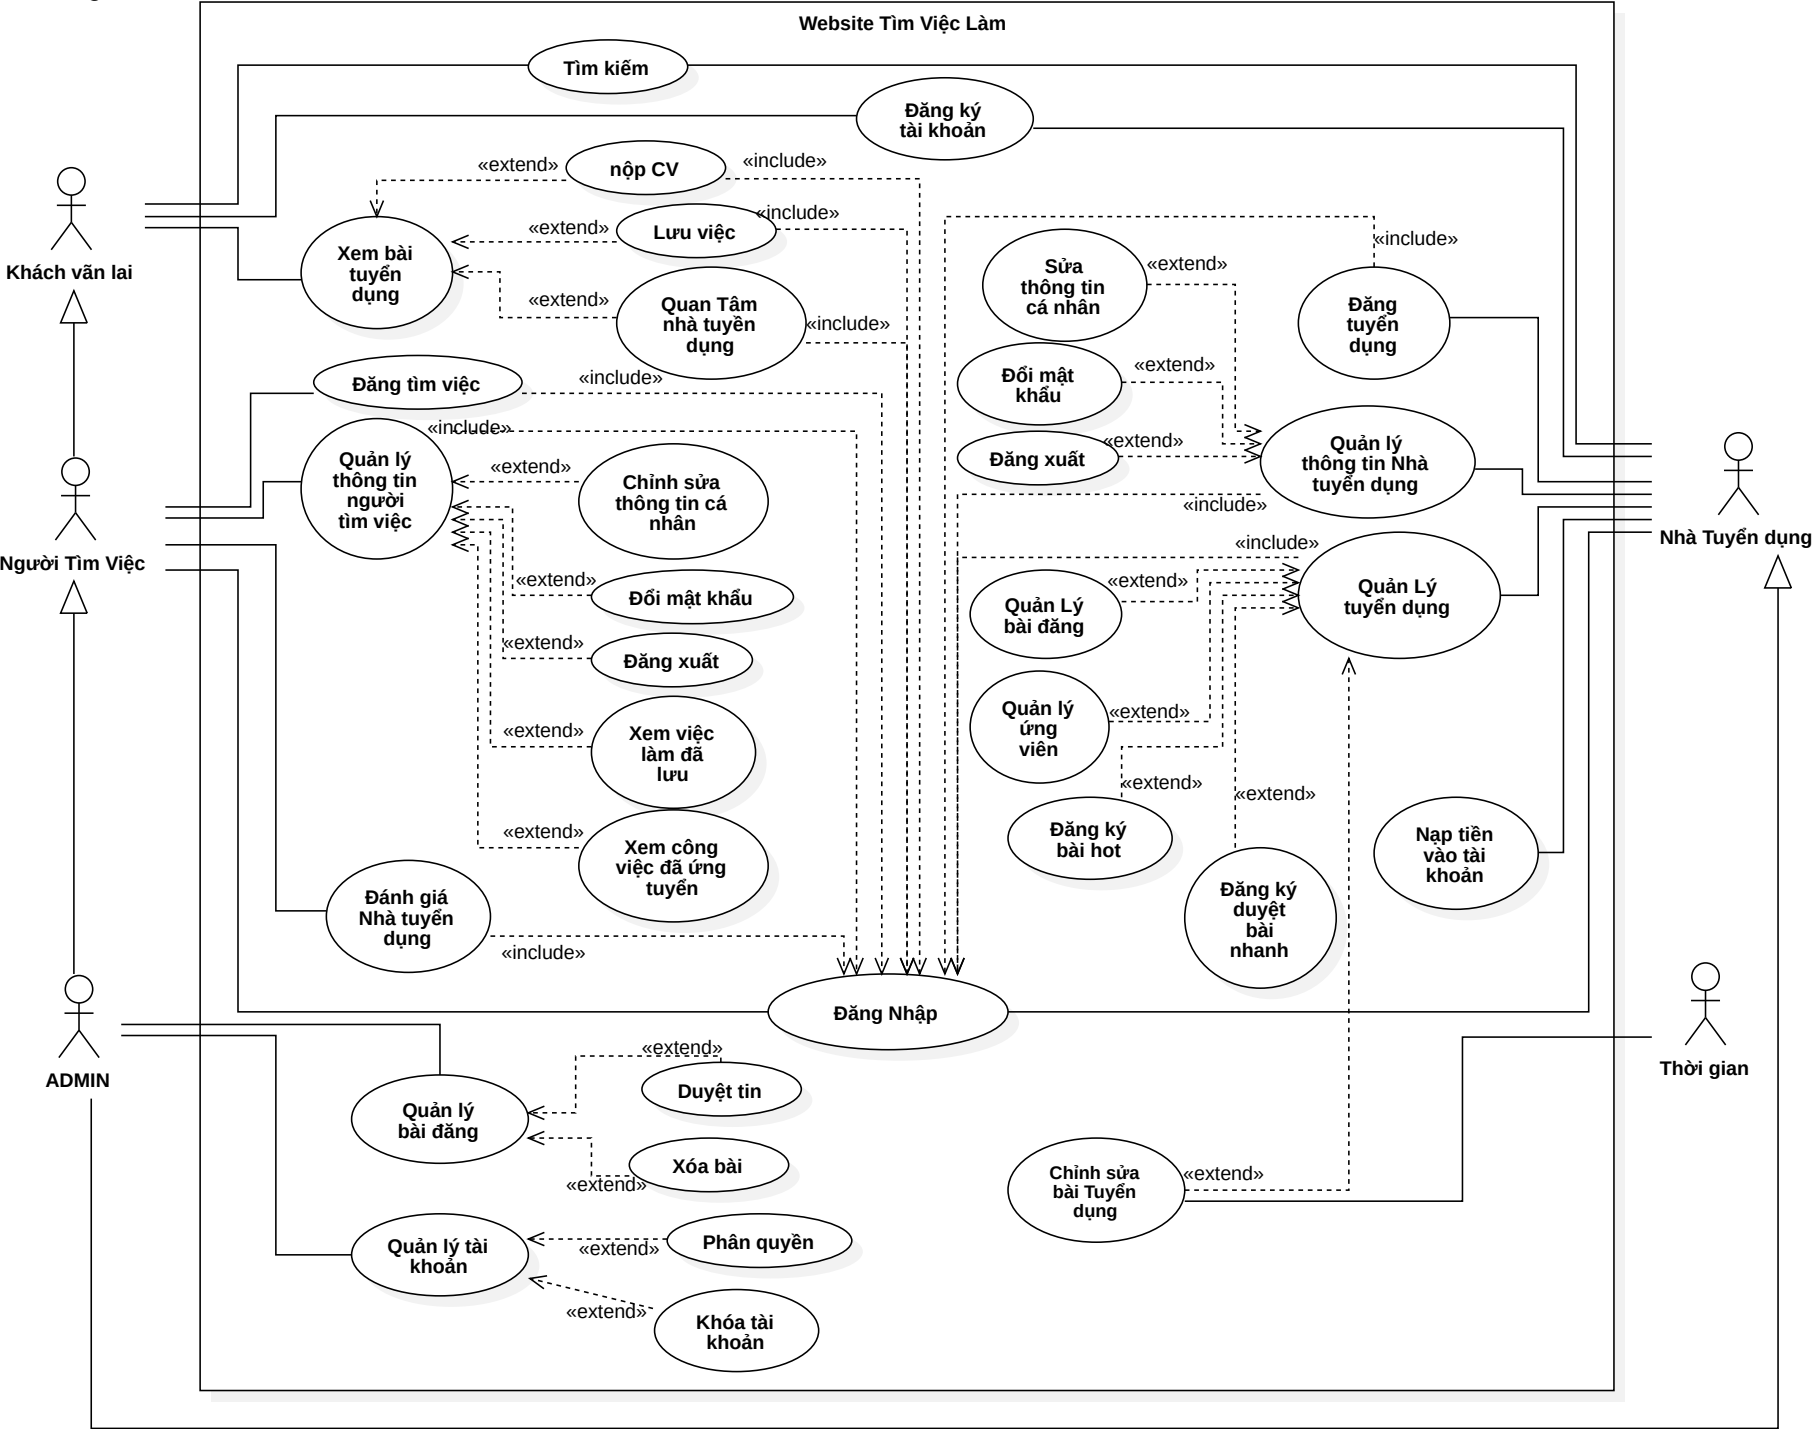 Website Tìm Việc Làm
Tìm kiếm
Đăng ký
tài khoản
«extend»
nộp CV
«include»
Khách vãn lai
Xem bài
tuyển
dụng
«extend»
Lưu việc
«include»
«extend»
Quan Tâm
nhà tuyền
dụng
«include»
Sửa
thông tin
cá nhân
«extend»
«include»
Đăng
tuyển
dụng
Đăng tìm việc
«include»
Đổi mật
khẩu
«extend»
Đăng xuất
«extend»
Quản lý
thông tin Nhà
tuyển dụng
«include»
Nhà Tuyển dụng
Người Tìm Việc
Quản lý
thông tin
người
tìm việc
«include»
«extend»
Chỉnh sửa
thông tin cá
nhân
«extend»
Đổi mật khẩu
«extend»
Đăng xuất
«extend»
Xem việc
làm đã
lưu
«extend»
Xem công
việc đã ứng
tuyển
«include»
Quản Lý
tuyển dụng
Quản Lý
bài đăng
«extend»
Quản lý
ứng
viên
«extend»
«extend»
Đăng ký
bài hot
«extend»
Đăng ký
duyệt
bài
nhanh
Nạp tiền
vào tài
khoản
Đánh giá
Nhà tuyển
dụng
«include»
Đăng Nhập
ADMIN
Thời gian
Quản lý
bài đăng
«extend»
Duyệt tin
«extend»
Xóa bài
Quản lý tài
khoản
«extend»
Phân quyền
«extend»
Khóa tài
khoản
Chỉnh sửa
bài Tuyển
dụng
«extend»